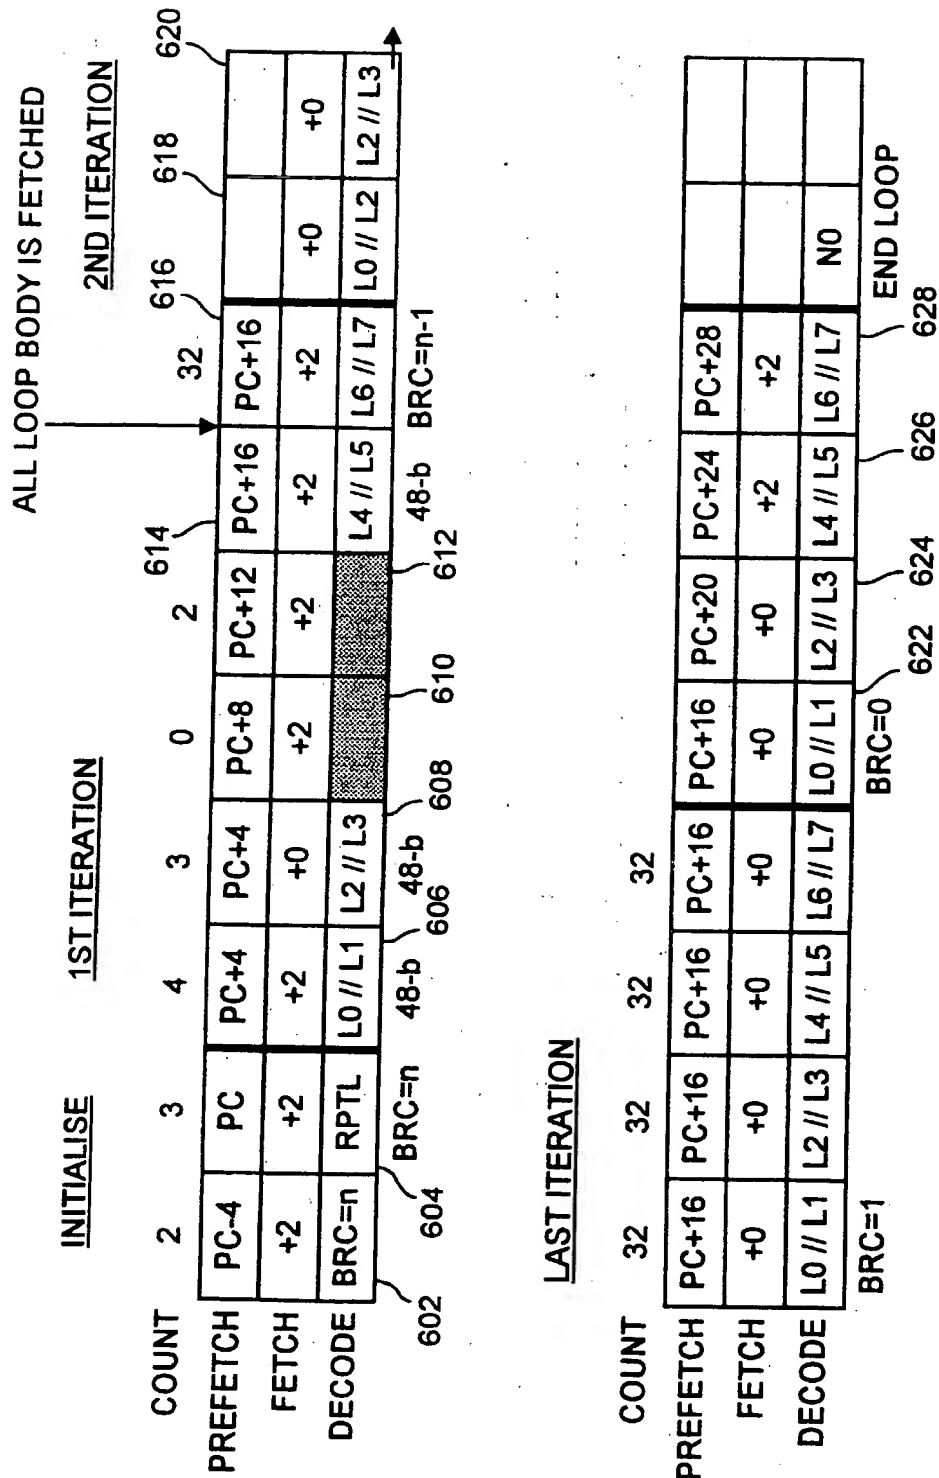 ALL LOOP BODY IS FETCHED
INITIALISE 1ST ITERATION 2ND ITERATION
614 616 618 620
COUNT 2 3 4 3 0 2 32
PREFETCH PC-4 PC PC+4 PC+4 PC+8 PC+12 PC+16 PC+16
FETCH +2 +2 +2 +0 +2 +2 +2 +2 +0 +0
DECODE BRC=n RPTL L0 // L1 L2 // L3 L4 // L5 L6 // L7 L0 // L2 L2 // L3
BRC=n 48-b 48-b 48-b BRC=n-1
602 604 606 608 610 612
LAST ITERATION
COUNT 32 32 32 32
PREFETCH PC+16 PC+16 PC+16 PC+16 PC+16 PC+20 PC+24 PC+28
FETCH +0 +0 +0 +0 +0 +0 +2 +2
DECODE L0 // L1 L2 // L3 L4 // L5 L6 // L7 L0 // L1 L2 // L3 L4 // L5 L6 // L7 N0
BRC=1 BRC=0 END LOOP
622 624 626 628